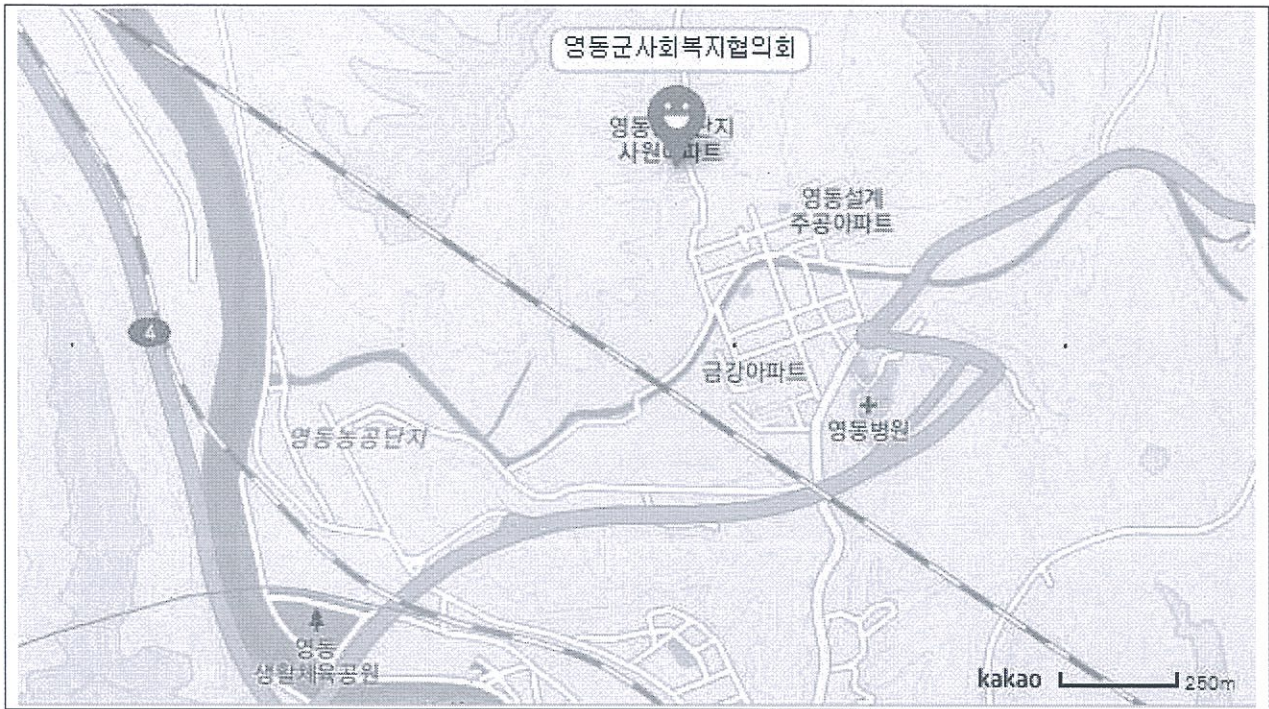 영동군사회복지협의회
영동 단지
사원아파트
영동설계
주공아파트
4
금강아파트
영동병원
영동농공단지
영동
생활체육공원
kakao 250m